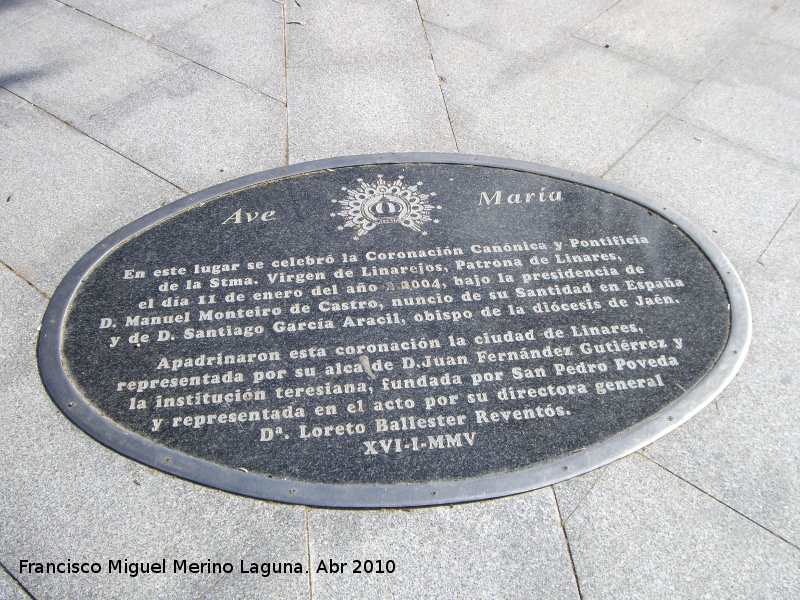 Ave María
En este lugar se celebró la Coronación Canónica y Pontificia
de la Stma. Virgen de Linarejos, Patrona de Linares,
el día 11 de enero del año 2.004, bajo la presidencia de
D. Manuel Monteiro de Castro, nuncio de su Santidad en España
y de D. Santiago García Aracil, obispo de la diócesis de Jaén.
Apadrinaron esta coronación la ciudad de Linares,
representada por su alcalde D.Juan Fernández Gutiérrez y
la institución teresiana, fundada por San Pedro Poveda
y representada en el acto por su directora general
Dª. Loreto Ballester Reventós.
XVI-I-MMV
Francisco Miguel Merino Laguna. Abr 2010